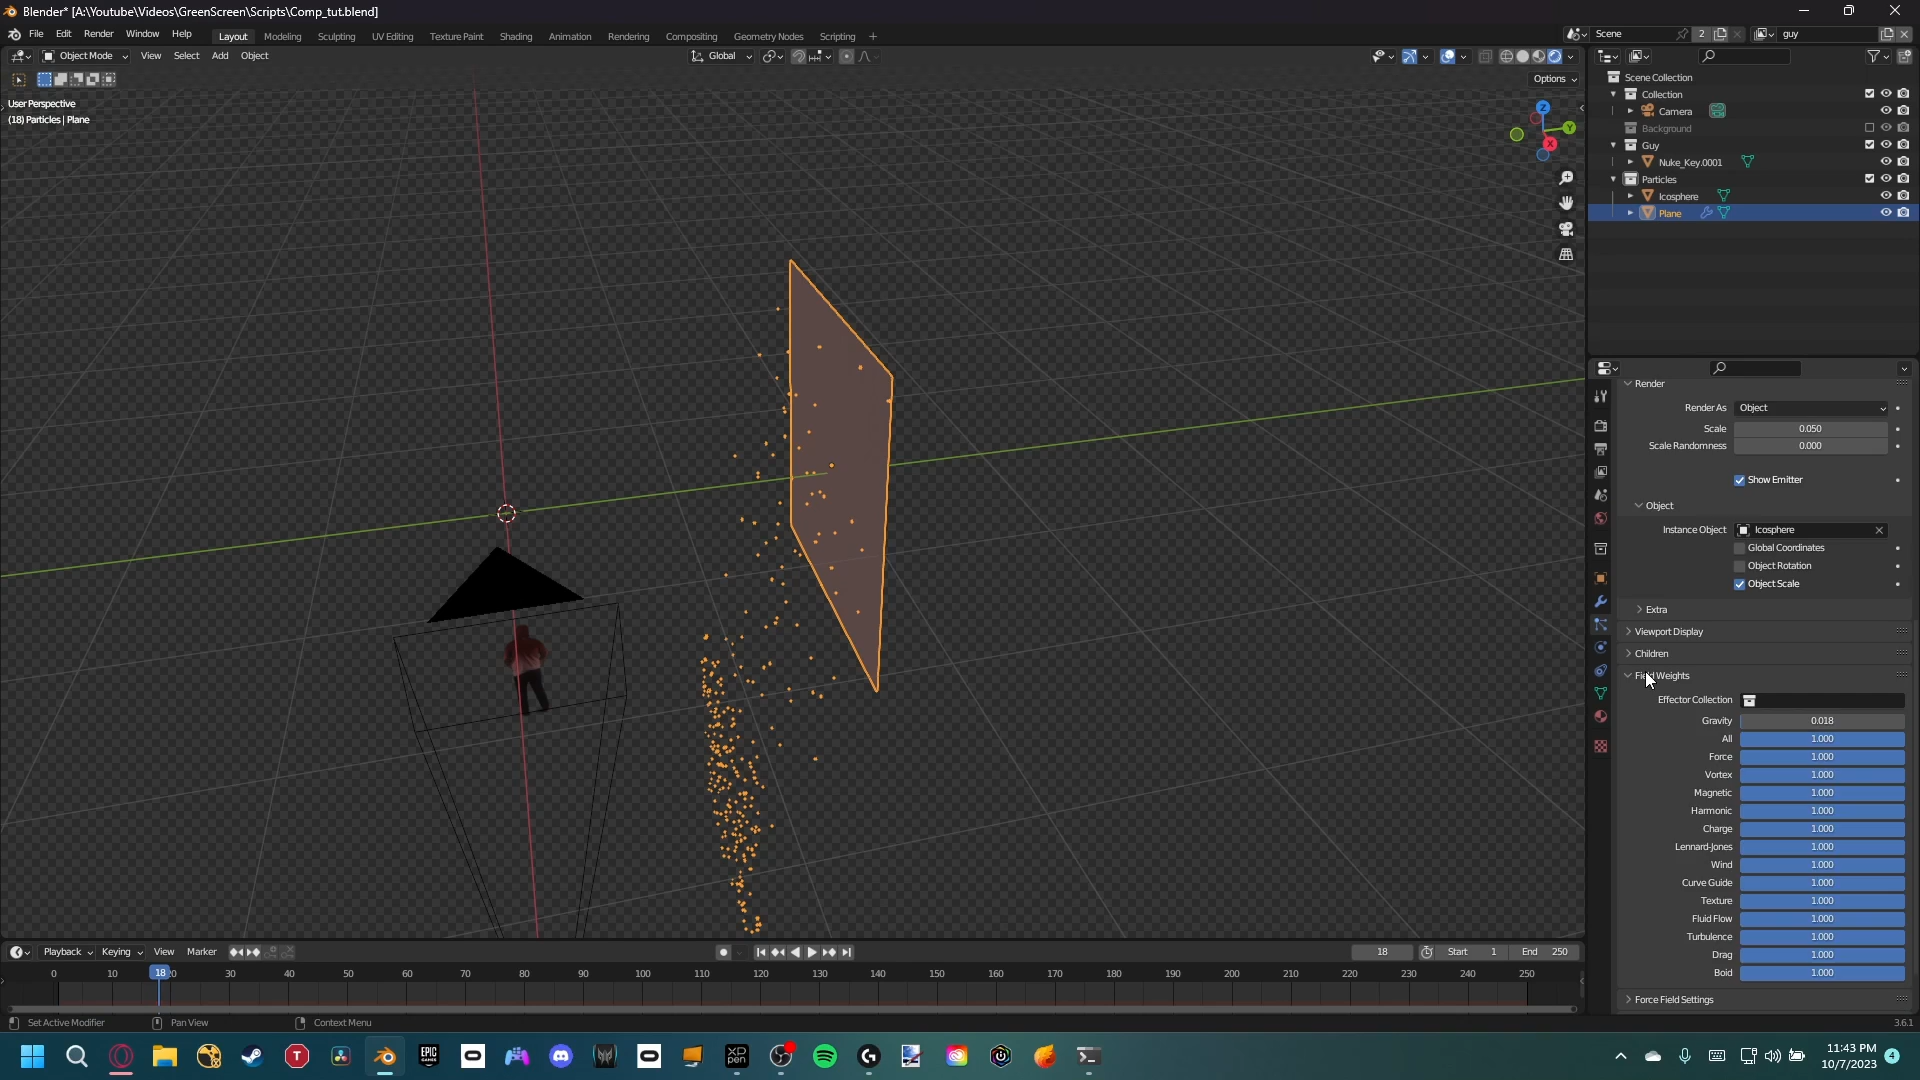 Blender* [A:\Youtube\Videos\GreenScreen\Scripts\Comp_tut.blend]
File Edit Render Window Help Layout Modeling Sculpting UV Editing Texture Paint Shading Animation Rendering Compositing Geometry Nodes Scripting + Scene 2 guy
Object Mode View Select Add Object Global
Options
User Perspective
(18) Particles | Plane
Z
Y
X
Scene Collection
Collection
Camera
Background
Guy
Nuke_Key.0001
Particles
Icosphere
Plane
Render
Render As Object
Scale 0.050
Scale Randomness 0.000
Show Emitter
Object
Instance Object Icosphere
Global Coordinates
Object Rotation
Object Scale
Extra
Viewport Display
Children
Field Weights
Effector Collection
Gravity 0.018
All 1.000
Force 1.000
Vortex 1.000
Magnetic 1.000
Harmonic 1.000
Charge 1.000
Lennard-Jones 1.000
Wind 1.000
Curve Guide 1.000
Texture 1.000
Fluid Flow 1.000
Turbulence 1.000
Drag 1.000
Boid 1.000
Force Field Settings
Playback Keying View Marker 18 Start 1 End 250
0 10 18 20 30 40 50 60 70 80 90 100 110 120 130 140 150 160 170 180 190 200 210 220 230 240 250
Set Active Modifier Pan View Context Menu 3.6.1
EPIC GAMES
XP PEN
11:43 PM
10/7/2023
4